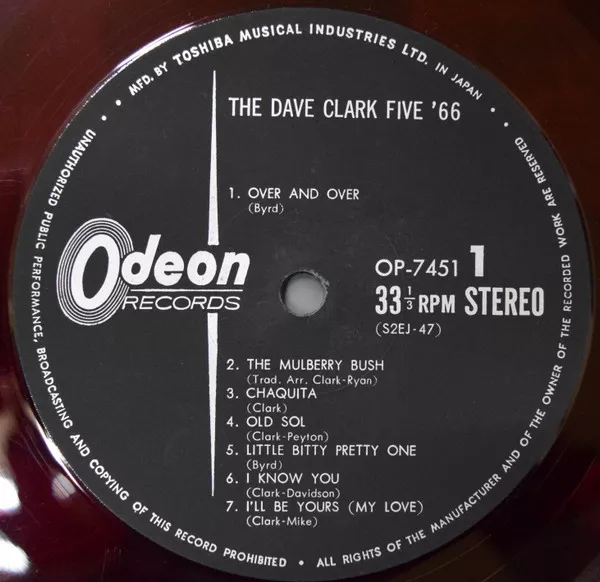 • MFD. BY TOSHIBA MUSICAL INDUSTRIES LTD. IN JAPAN •
THE DAVE CLARK FIVE '66
1. OVER AND OVER
(Byrd)
Odeon
RECORDS
OP-7451 1
33 1/3 RPM STEREO
(S2EJ-47)
2. THE MULBERRY BUSH
(Trad. Arr. Clark-Ryan)
3. CHAQUITA
(Clark)
4. OLD SOL
(Clark-Peyton)
5. LITTLE BITTY PRETTY ONE
(Byrd)
6. I KNOW YOU
(Clark-Davidson)
7. I'LL BE YOURS (MY LOVE)
(Clark-Mike)
• UNAUTHORIZED PUBLIC PERFORMANCE, BROADCASTING AND COPYING OF THIS RECORD PROHIBITED • ALL RIGHTS OF THE MANUFACTURER AND OF THE OWNER OF THE RECORDED WORK ARE RESERVED •